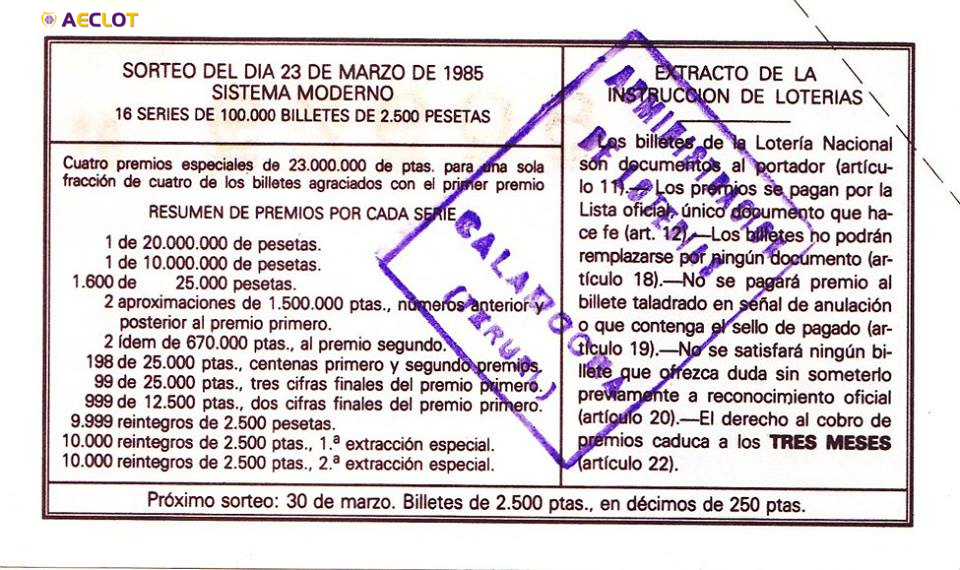 AECLOT
SORTEO DEL DIA 23 DE MARZO DE 1985
SISTEMA MODERNO
16 SERIES DE 100.000 BILLETES DE 2.500 PESETAS
Cuatro premios especiales de 23.000.000 de ptas. para una sola
fracción de cuatro de los billetes agraciados con el primer premio
RESUMEN DE PREMIOS POR CADA SERIE
1 de 20.000.000 de pesetas.
1 de 10.000.000 de pesetas.
1.600 de 25.000 pesetas.
2 aproximaciones de 1.500.000 ptas., números anterior y
posterior al premio primero.
2 ídem de 670.000 ptas., al premio segundo.
198 de 25.000 ptas., centenas primero y segundo premios.
99 de 25.000 ptas., tres cifras finales del premio primero.
999 de 12.500 ptas., dos cifras finales del premio primero.
9.999 reintegros de 2.500 pesetas.
10.000 reintegros de 2.500 ptas., 1.ª extracción especial.
10.000 reintegros de 2.500 ptas., 2.ª extracción especial.
EXTRACTO DE LA
INSTRUCCION DE LOTERIAS
Los billetes de la Lotería Nacional
son documentos al portador (artícu-
lo 11).—Los premios se pagan por la
Lista oficial, único documento que ha-
ce fe (art. 12).—Los billetes no podrán
remplazarse por ningún documento (ar-
tículo 18).—No se pagará premio al
billete taladrado en señal de anulación
o que contenga el sello de pagado (ar-
tículo 19).—No se satisfará ningún bi-
llete que ofrezca duda sin someterlo
previamente a reconocimiento oficial
(artículo 20).—El derecho al cobro de
premios caduca a los TRES MESES
(artículo 22).
ADMINISTRACION
DE LOTERIAS
CALAMOCHA
(TERUEL)
Próximo sorteo: 30 de marzo. Billetes de 2.500 ptas., en décimos de 250 ptas.